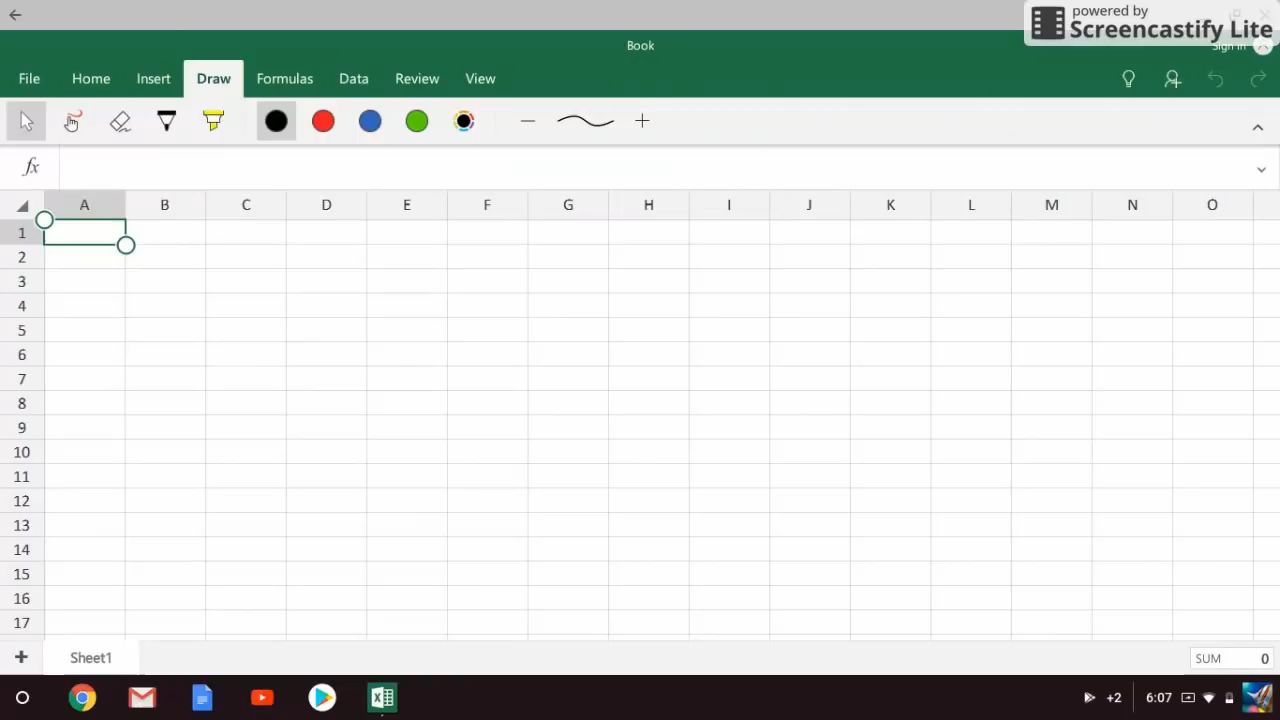 powered by
Screencastify Lite
Book
Sign in
File Home Insert Draw Formulas Data Review View
fx
A B C D E F G H I J K L M N O
1
2
3
4
5
6
7
8
9
10
11
12
13
14
15
16
17
+ Sheet1 SUM 0
+2 6:07